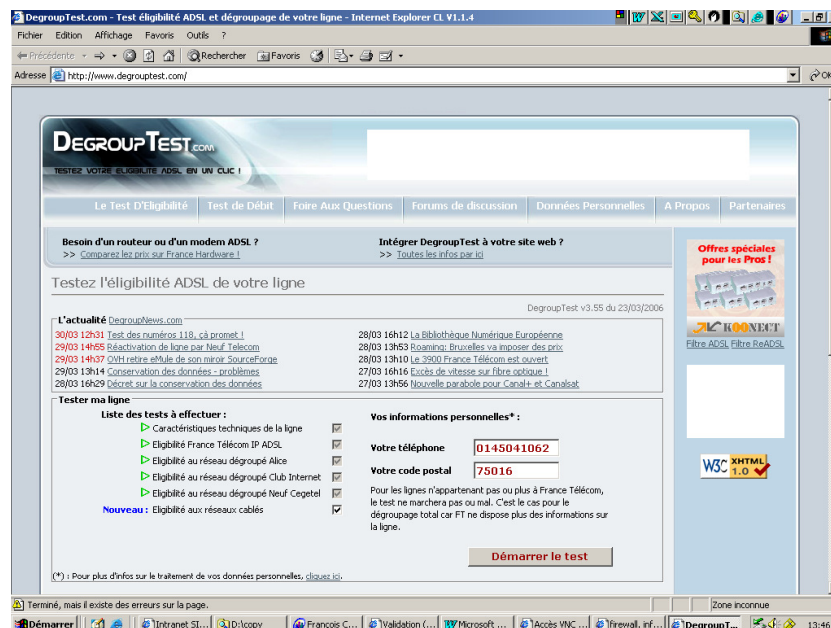 DegroupTest.com - Test éligibilité ADSL et dégroupage de votre ligne - Internet Explorer CL V1.1.4
Fichier Edition Affichage Favoris Outils ?
Précédente Rechercher Favoris
Adresse http://www.degrouptest.com/ OK
DEGROUPTEST.COM
TESTEZ VOTRE ELIGIBILITE ADSL EN UN CLIC !
Le Test D'Eligibilité Test de Débit Foire Aux Questions Forums de discussion Données Personnelles A Propos Partenaires
Besoin d'un routeur ou d'un modem ADSL ? Intégrer DegroupTest à votre site web ?
>> Comparez les prix sur France Hardware ! >> Toutes les infos par ici
Offres spéciales
pour les Pros !
KOONECT
Filtre ADSL Filtre ReADSL
Testez l'éligibilité ADSL de votre ligne
DegroupTest v3.55 du 23/03/2006
L'actualité DegroupNews.com
30/03 12h31 Test des numéros 118, çà promet ! 28/03 16h12 La Bibliothèque Numérique Européenne
29/03 14h55 Réactivation de ligne par Neuf Telecom 28/03 13h53 Roaming: Bruxelles va imposer des prix
29/03 14h37 OVH retire eMule de son miroir SourceForge 28/03 13h10 Le 3900 France Télécom est ouvert
29/03 13h14 Conservation des données - problèmes 27/03 16h16 Excès de vitesse sur fibre optique !
28/03 16h29 Décret sur la conservation des données 27/03 13h56 Nouvelle parabole pour Canal+ et Canalsat
Tester ma ligne
Liste des tests à effectuer :
Caractéristiques techniques de la ligne
Eligibilité France Télécom IP ADSL
Eligibilité au réseau dégroupé Alice
Eligibilité au réseau dégroupé Club Internet
Eligibilité au réseau dégroupé Neuf Cegetel
Nouveau : Eligibilité aux réseaux cablés
Vos informations personnelles* :
Votre téléphone 0145041062
Votre code postal 75016
Pour les lignes n'appartenant pas ou plus à France Télécom,
le test ne marchera pas ou mal. C'est le cas pour le
dégroupage total car FT ne dispose plus des informations sur
la ligne.
Démarrer le test
W3C XHTML 1.0
(*) : Pour plus d'infos sur le traitement de vos données personnelles, cliquez ici.
Terminé, mais il existe des erreurs sur la page. Zone inconnue
Démarrer Intranet SI... D:\copy François C... Validation (... Microsoft ... Accès VNC ... firewall, inf... DegroupT... 13:46